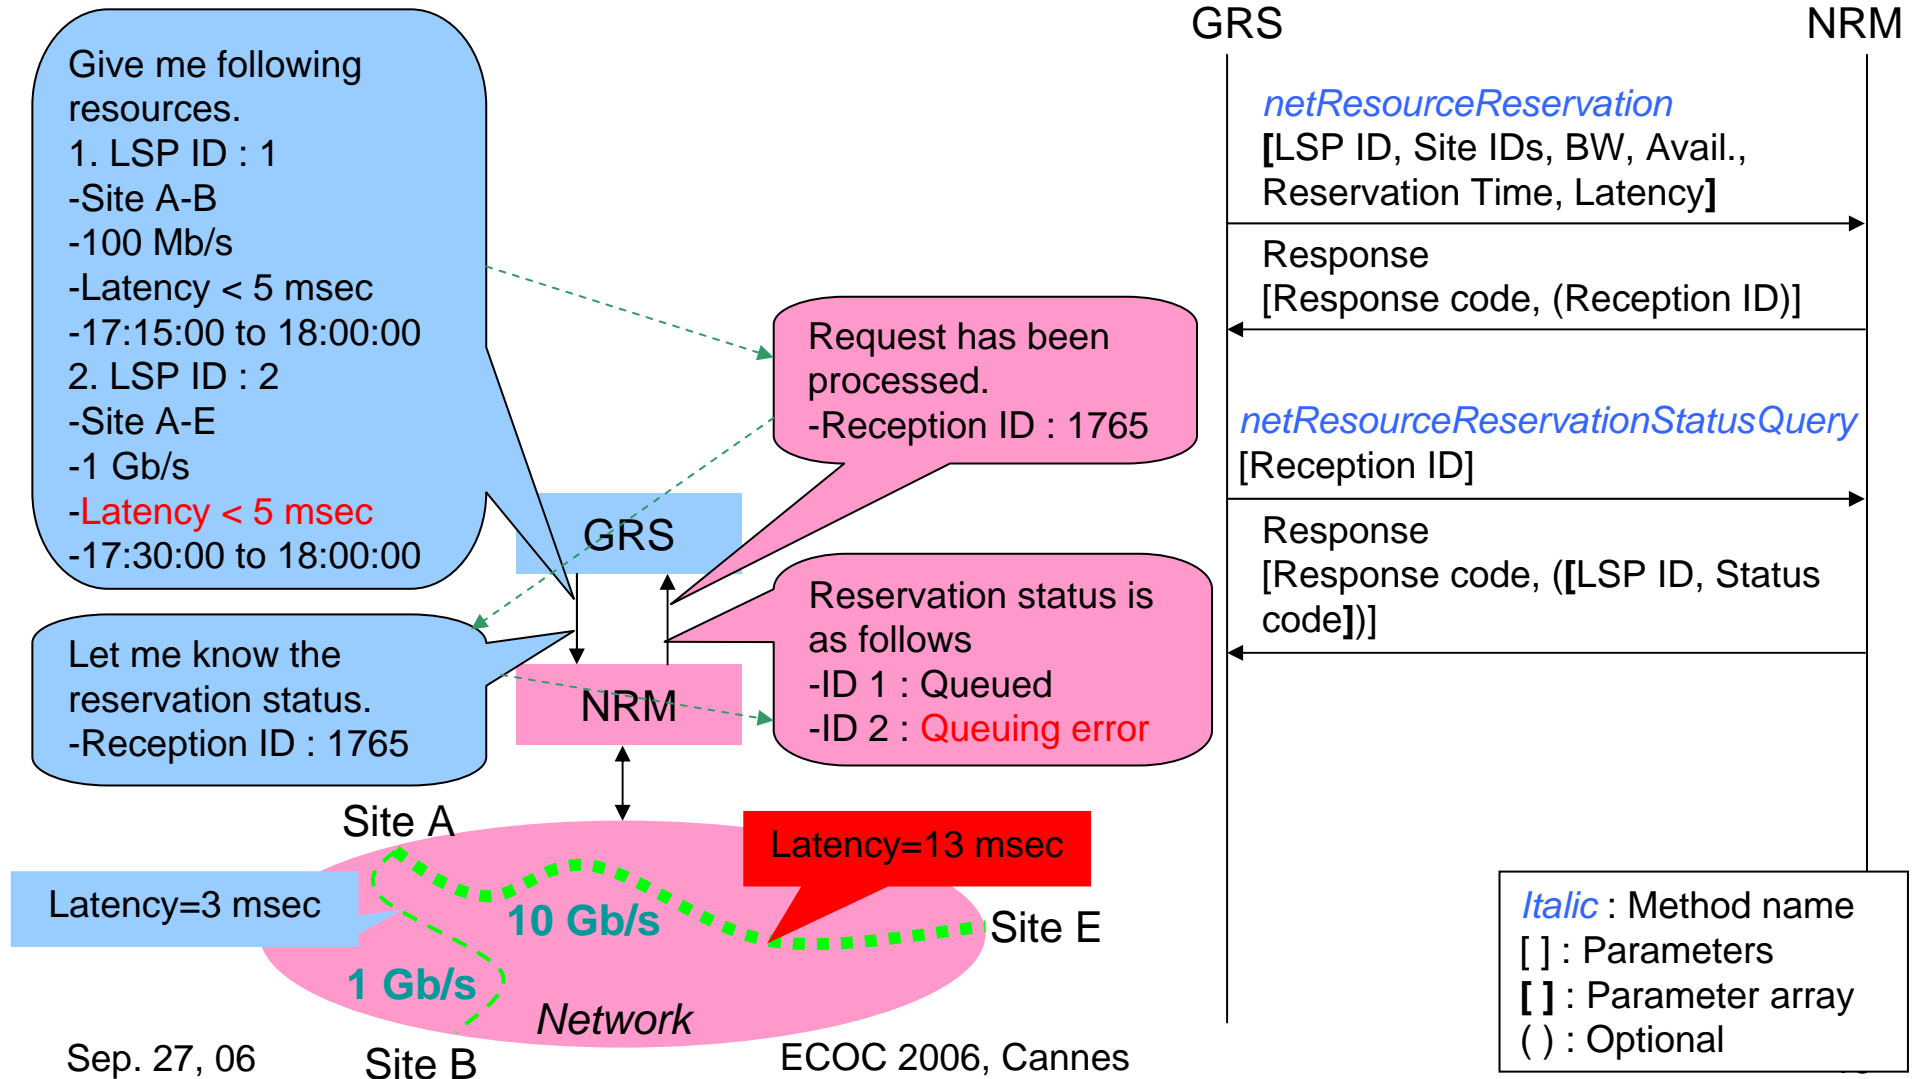 Give me following
resources.
1. LSP ID : 1
-Site A-B
-100 Mb/s
-Latency < 5 msec
-17:15:00 to 18:00:00
2. LSP ID : 2
-Site A-E
-1 Gb/s
-Latency < 5 msec
-17:30:00 to 18:00:00
Request has been
processed.
-Reception ID : 1765
GRS
Let me know the
reservation status.
-Reception ID : 1765
NRM
Reservation status is
as follows
-ID 1 : Queued
-ID 2 : Queuing error
Site A
Latency=13 msec
Latency=3 msec
10 Gb/s
Site E
1 Gb/s
Network
Site B
Sep. 27, 06
ECOC 2006, Cannes
GRS
NRM
netResourceReservation
[LSP ID, Site IDs, BW, Avail.,
Reservation Time, Latency]
Response
[Response code, (Reception ID)]
netResourceReservationStatusQuery
[Reception ID]
Response
[Response code, ([LSP ID, Status
code])]
Italic : Method name
[ ] : Parameters
[ ] : Parameter array
( ) : Optional